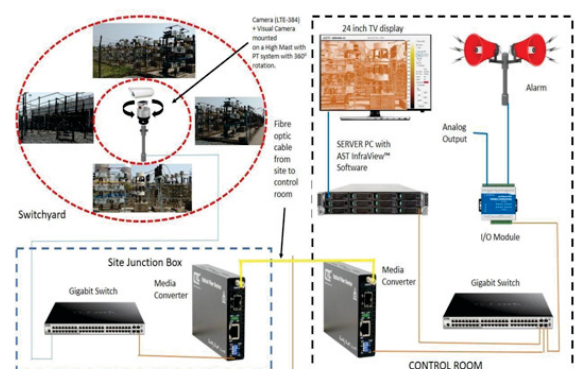 Camera (LTE-384)
+ Visual Camera
mounted
on a High Mast with
PT system with 360⁰
rotation.
Switchyard
Fibre
optic
cable
from
site to
control
room
Site Junction Box
Gigabit Switch
Media
Converter
24 inch TV display
SERVER PC with
AST InfraView™
Software
Alarm
Analog
Output
I/O Module
Media
Converter
Gigabit Switch
CONTROL ROOM